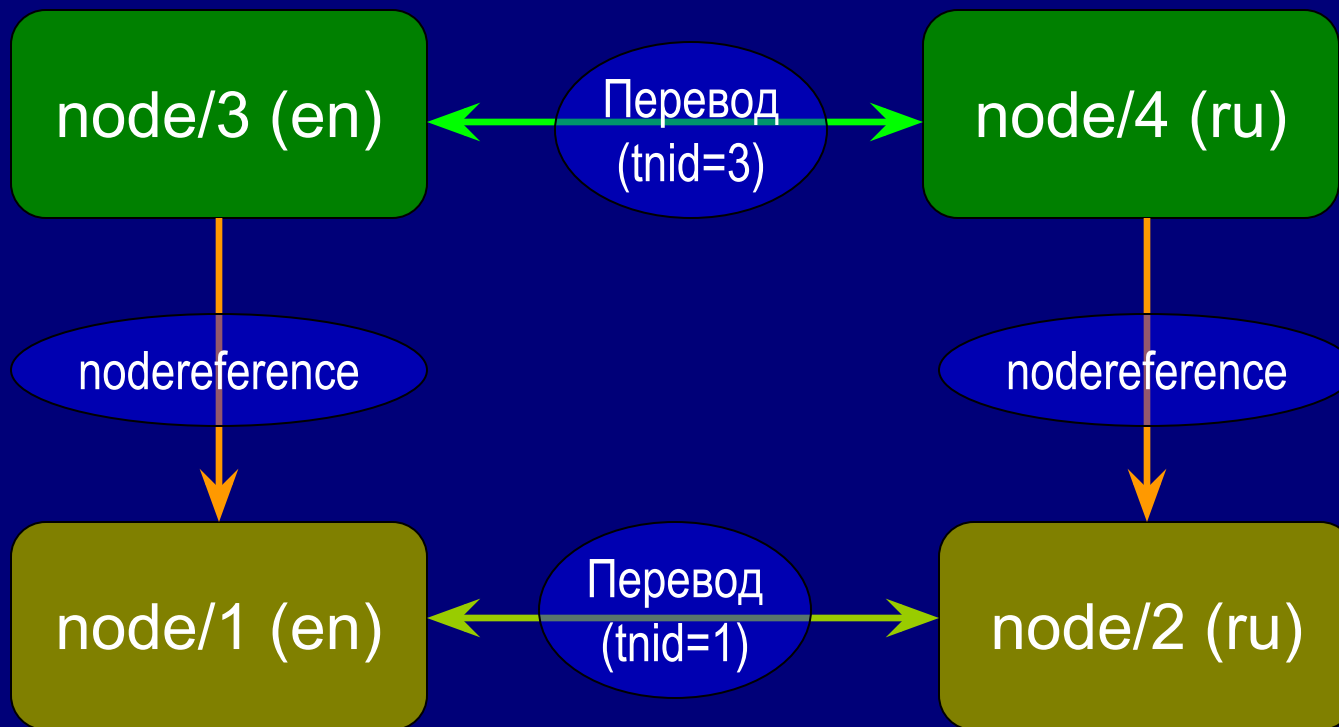 node/3 (en)
Перевод
(tnid=3)
node/4 (ru)
nodereference
nodereference
node/1 (en)
Перевод
(tnid=1)
node/2 (ru)